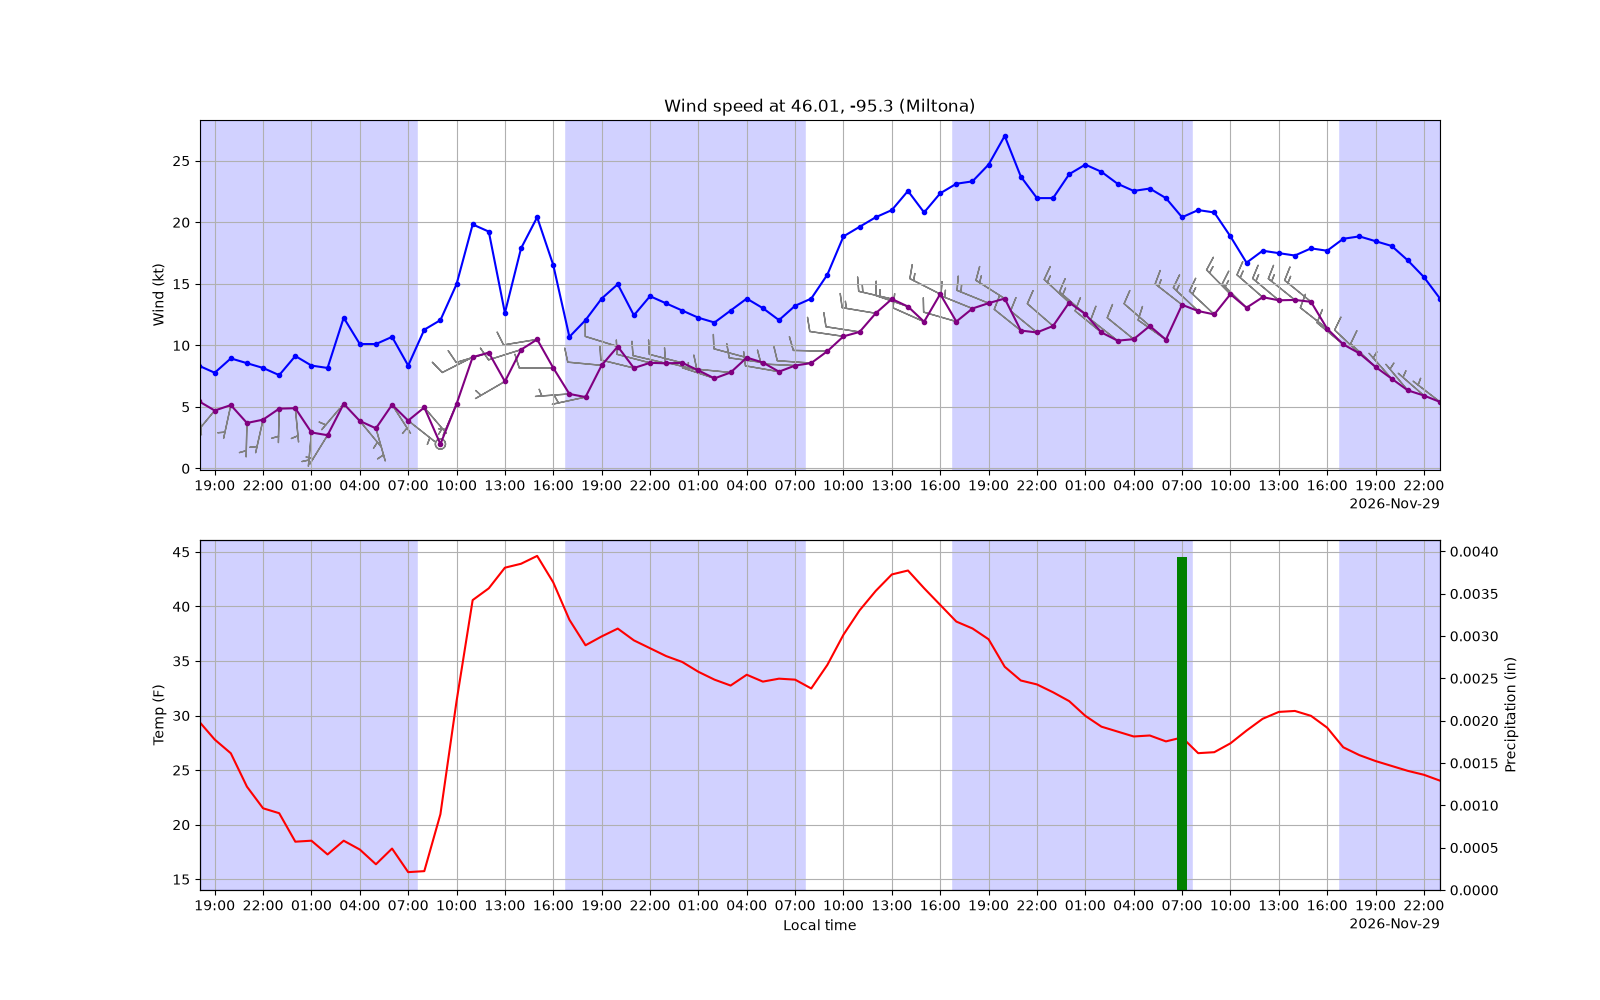 Wind speed at 46.01, -95.3 (Miltona)
Wind (kt)
25
20
15
10
5
0
19:00 22:00 01:00 04:00 07:00 10:00 13:00 16:00 19:00 22:00 01:00 04:00 07:00 10:00 13:00 16:00 19:00 22:00 01:00 04:00 07:00 10:00 13:00 16:00 19:00 22:00
2026-Nov-29
Temp (F)
45
40
35
30
25
20
15
0.0040
0.0035
0.0030
0.0025
0.0020
0.0015
0.0010
0.0005
0.0000
Precipitation (in)
19:00 22:00 01:00 04:00 07:00 10:00 13:00 16:00 19:00 22:00 01:00 04:00 07:00 10:00 13:00 16:00 19:00 22:00 01:00 04:00 07:00 10:00 13:00 16:00 19:00 22:00
Local time
2026-Nov-29